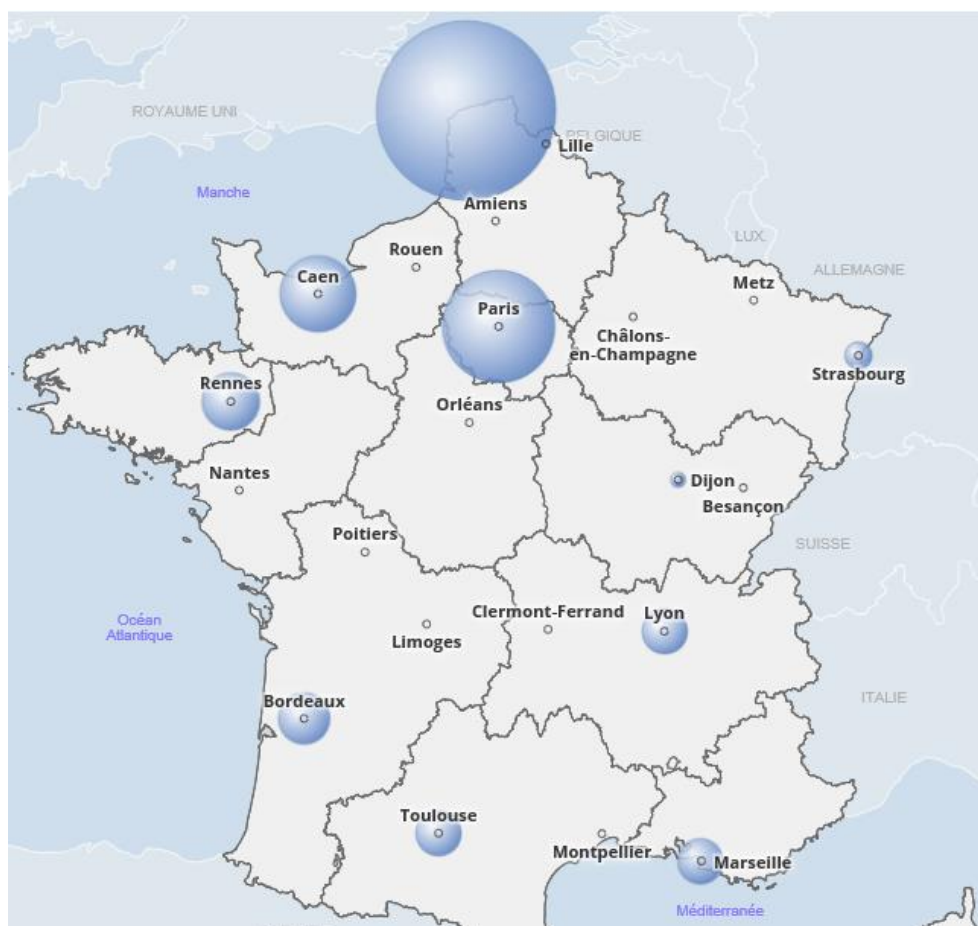 ROYAUME UNI
BELGIQUE
Lille
Manche
Amiens
LUX.
Rouen
ALLEMAGNE
Caen
Metz
Paris
Châlons-
en-Champagne
Strasbourg
Rennes
Orléans
Nantes
Dijon
Besançon
Poitiers
SUISSE
Clermont-Ferrand
Lyon
Océan
Atlantique
Limoges
ITALIE
Bordeaux
Toulouse
Montpellier
Marseille
Méditerranée